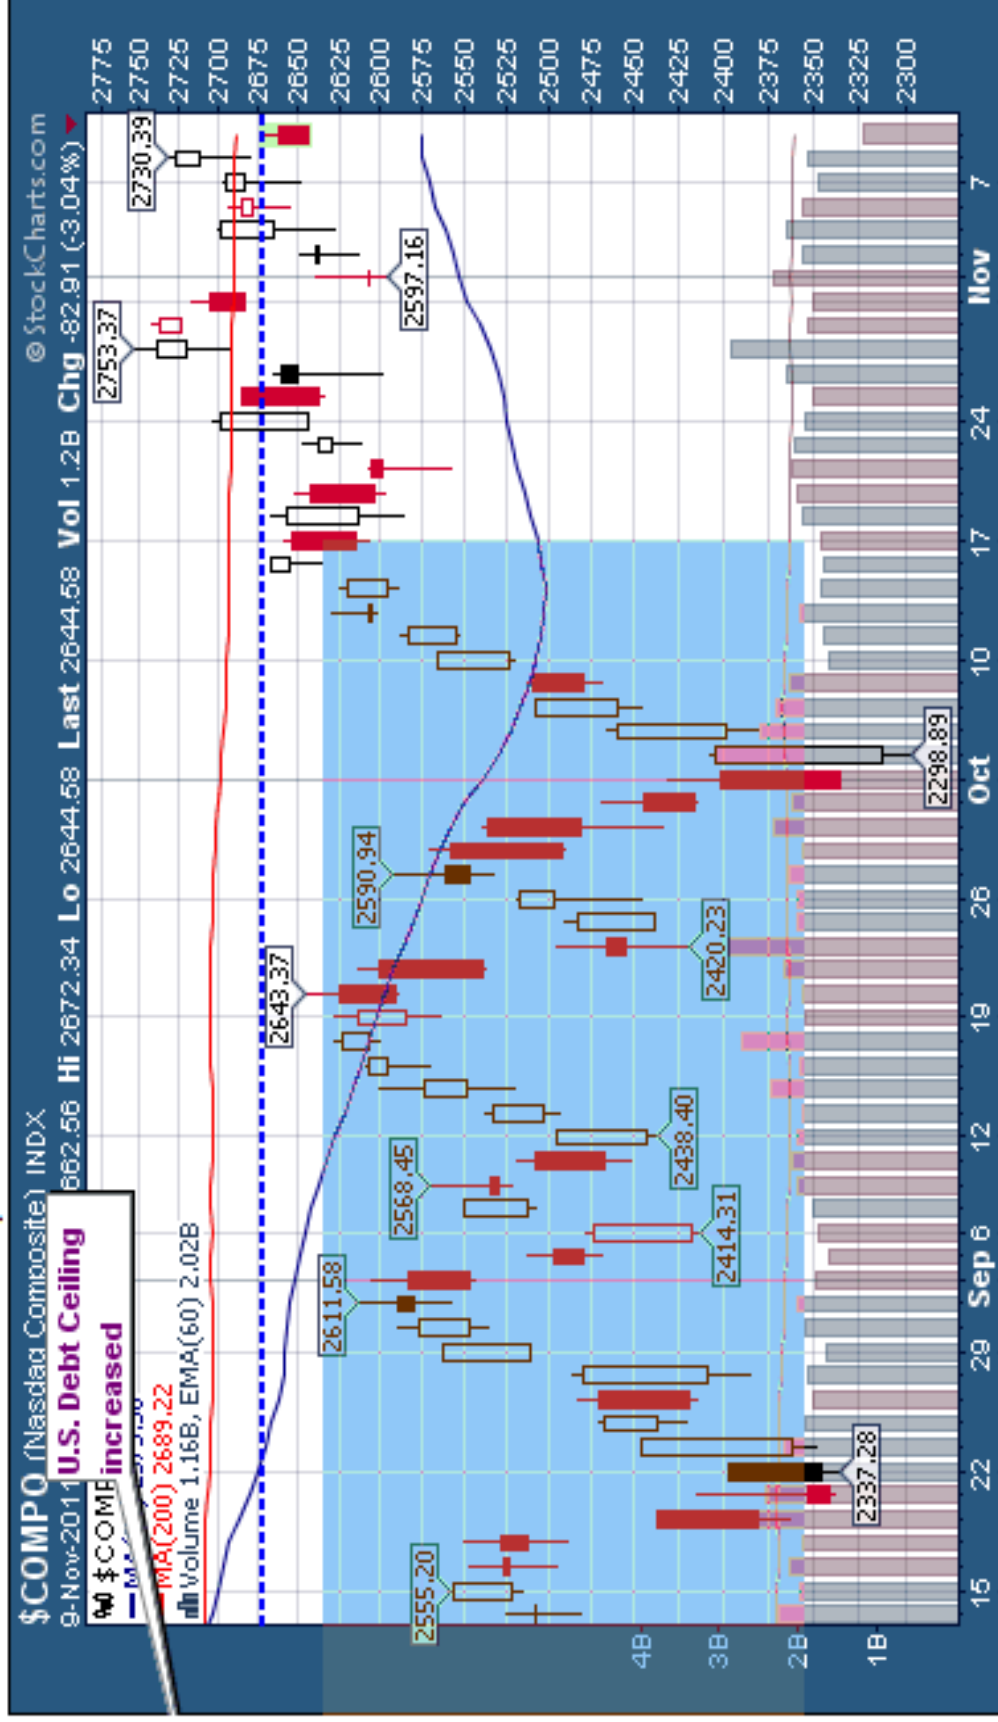 $COMPQ (Nasdaq Composite) INDX
© StockCharts.com
9-Nov-2011
662.56 Hi 2672.34 Lo 2644.58 Last 2644.58 Vol 1.2B Chg -82.91 (-3.04%)
U.S. Debt Ceiling
increased
$COMP
MA(200) 2689.22
Volume 1.16B, EMA(60) 2.02B
2555.20
2337.28
2611.58
2414.31
2568.45
2438.40
2643.37
2420.23
2590.94
2298.89
2753.37
2597.16
2730.39
2775
2750
2725
2700
2675
2650
2625
2600
2575
2550
2525
2500
2475
2450
2425
2400
2375
2350
2325
2300
4B
3B
2B
1B
15 22 29 Sep 6 12 19 26 Oct 10 17 24 Nov 7